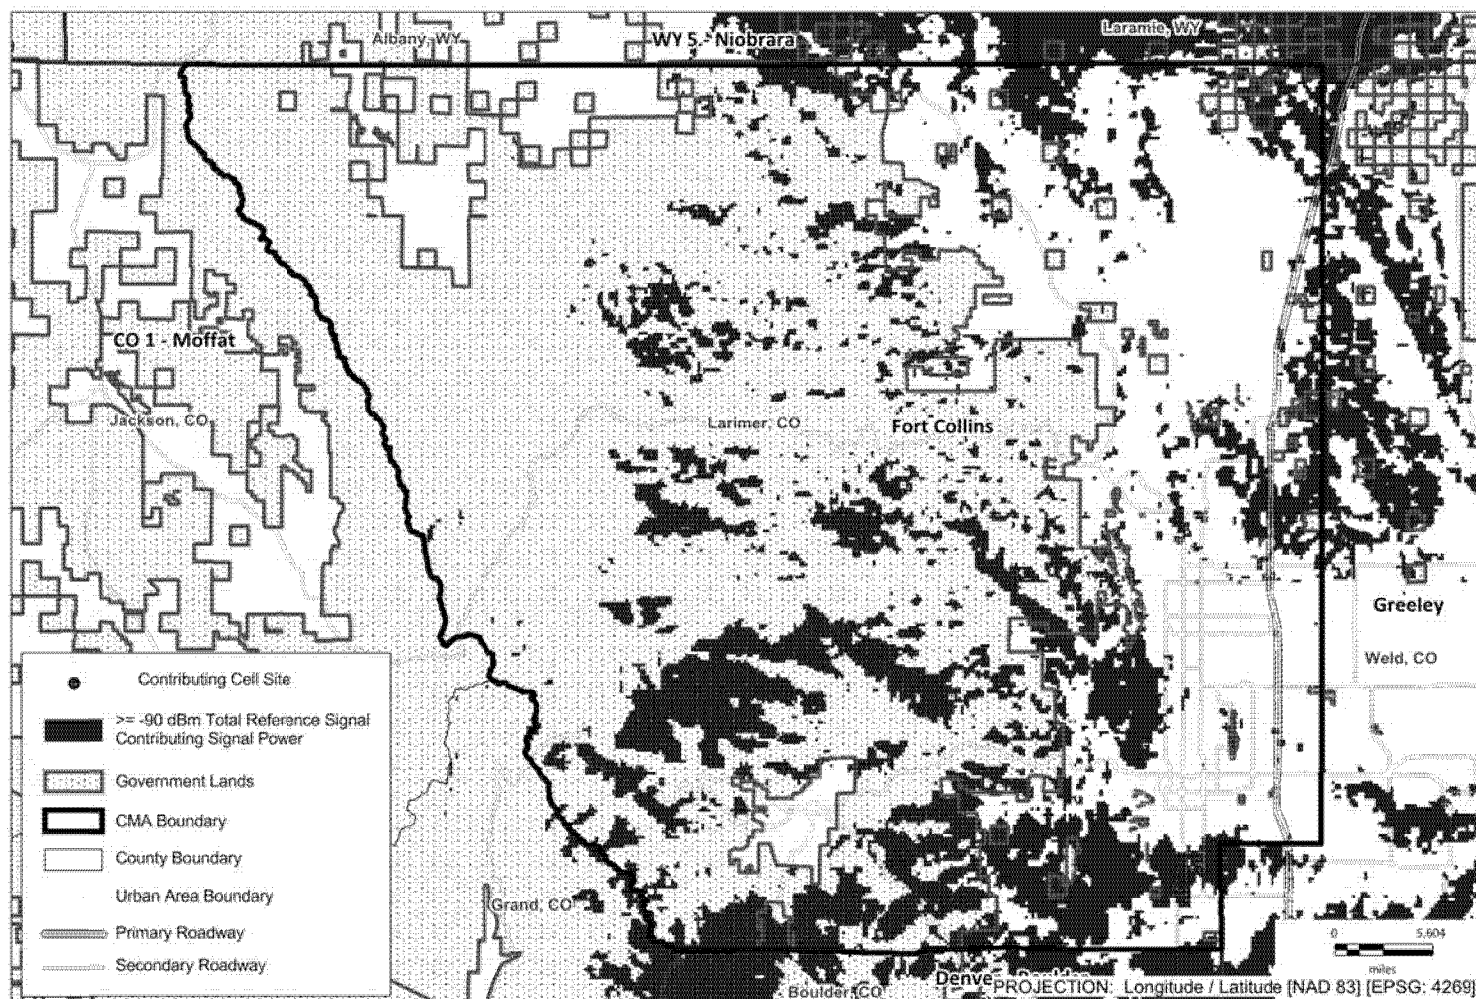 Albany, WY
WY 5 - Niobrara
Laramie, WY
CO 1 - Moffat
Jackson, CO
Larimer, CO
Fort Collins
Greeley
Weld, CO
Contributing Cell Site
>= -90 dBm Total Reference Signal
Contributing Signal Power
Government Lands
CMA Boundary
County Boundary
Urban Area Boundary
Primary Roadway
Secondary Roadway
Grand, CO
0 5.604
miles
Boulder, CO
PROJECTION: Longitude / Latitude [NAD 83] [EPSG: 4269]